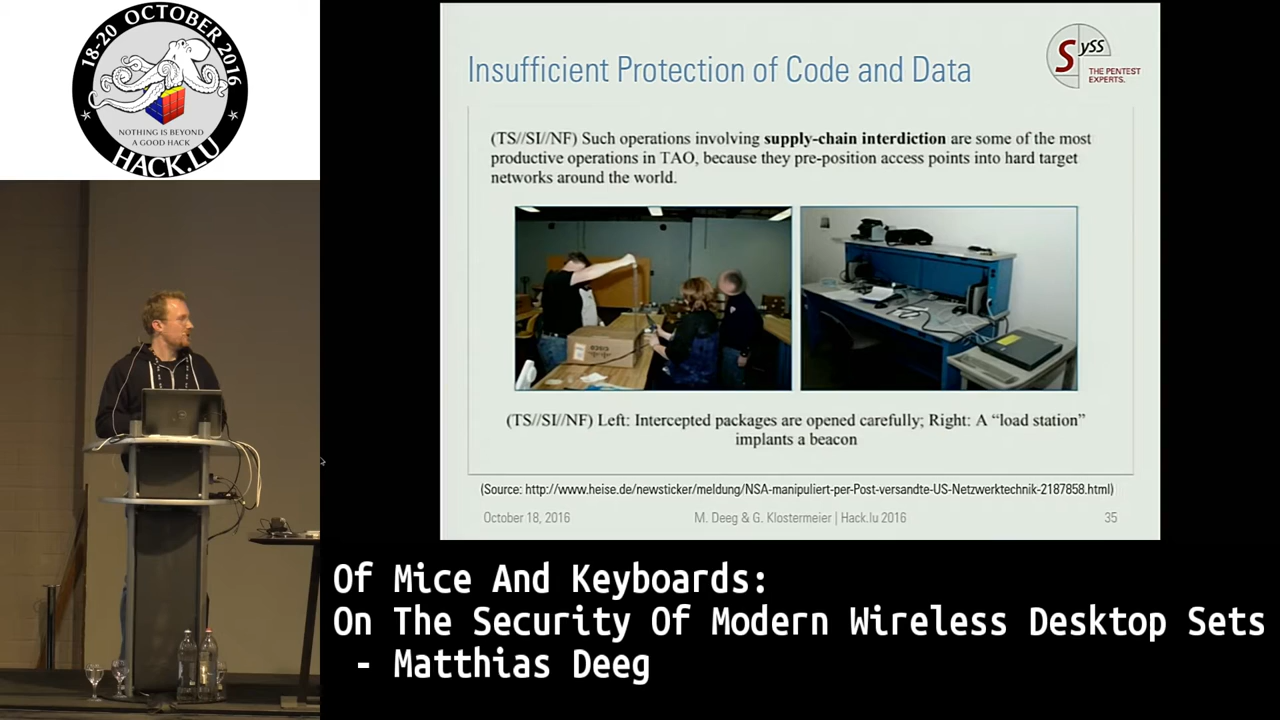 18-20 OCTOBER 2016
NOTHING IS BEYOND
A GOOD HACK
HACK.LU
Insufficient Protection of Code and Data
SySS
THE PENTEST
EXPERTS.
(TS//SI//NF) Such operations involving supply-chain interdiction are some of the most
productive operations in TAO, because they pre-position access points into hard target
networks around the world.
CISCO
(TS//SI//NF) Left: Intercepted packages are opened carefully; Right: A “load station”
implants a beacon
(Source: http://www.heise.de/newsticker/meldung/NSA-manipuliert-per-Post-versandte-US-Netzwerktechnik-2187858.html)
October 18, 2016
M. Deeg & G. Klostermeier | Hack.lu 2016
35
Of Mice And Keyboards:
On The Security Of Modern Wireless Desktop Sets
- Matthias Deeg